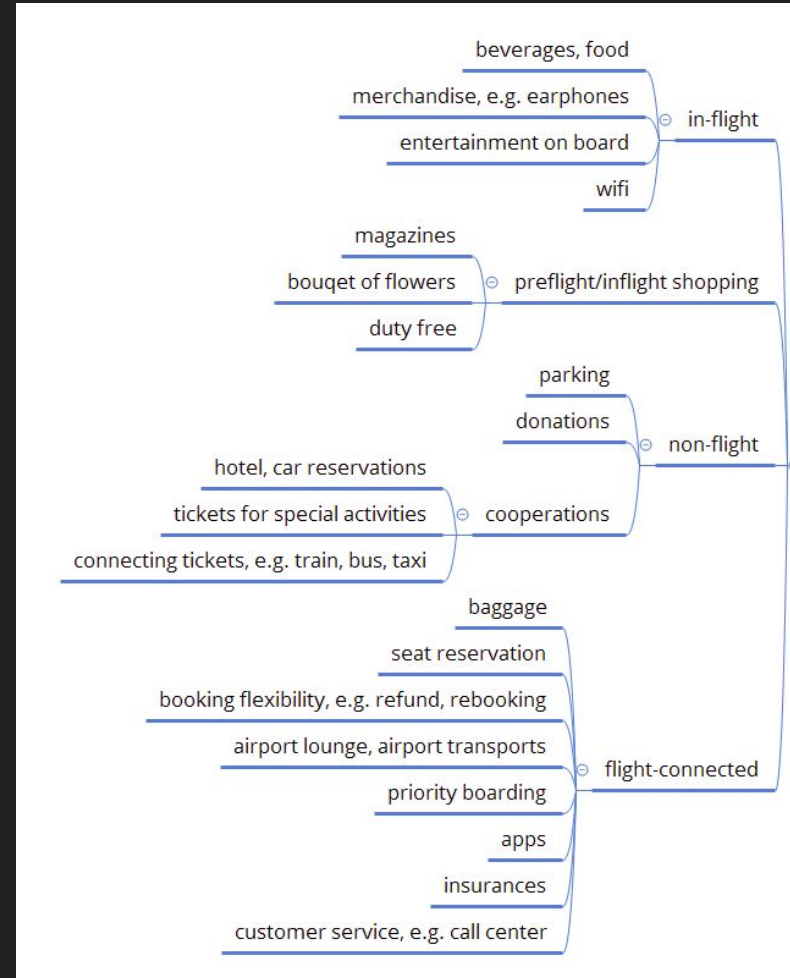 beverages, food
merchandise, e.g. earphones
in-flight
entertainment on board
wifi
magazines
bouqet of flowers
preflight/inflight shopping
duty free
parking
donations
non-flight
hotel, car reservations
tickets for special activities
cooperations
connecting tickets, e.g. train, bus, taxi
baggage
seat reservation
booking flexibility, e.g. refund, rebooking
airport lounge, airport transports
flight-connected
priority boarding
apps
insurances
customer service, e.g. call center